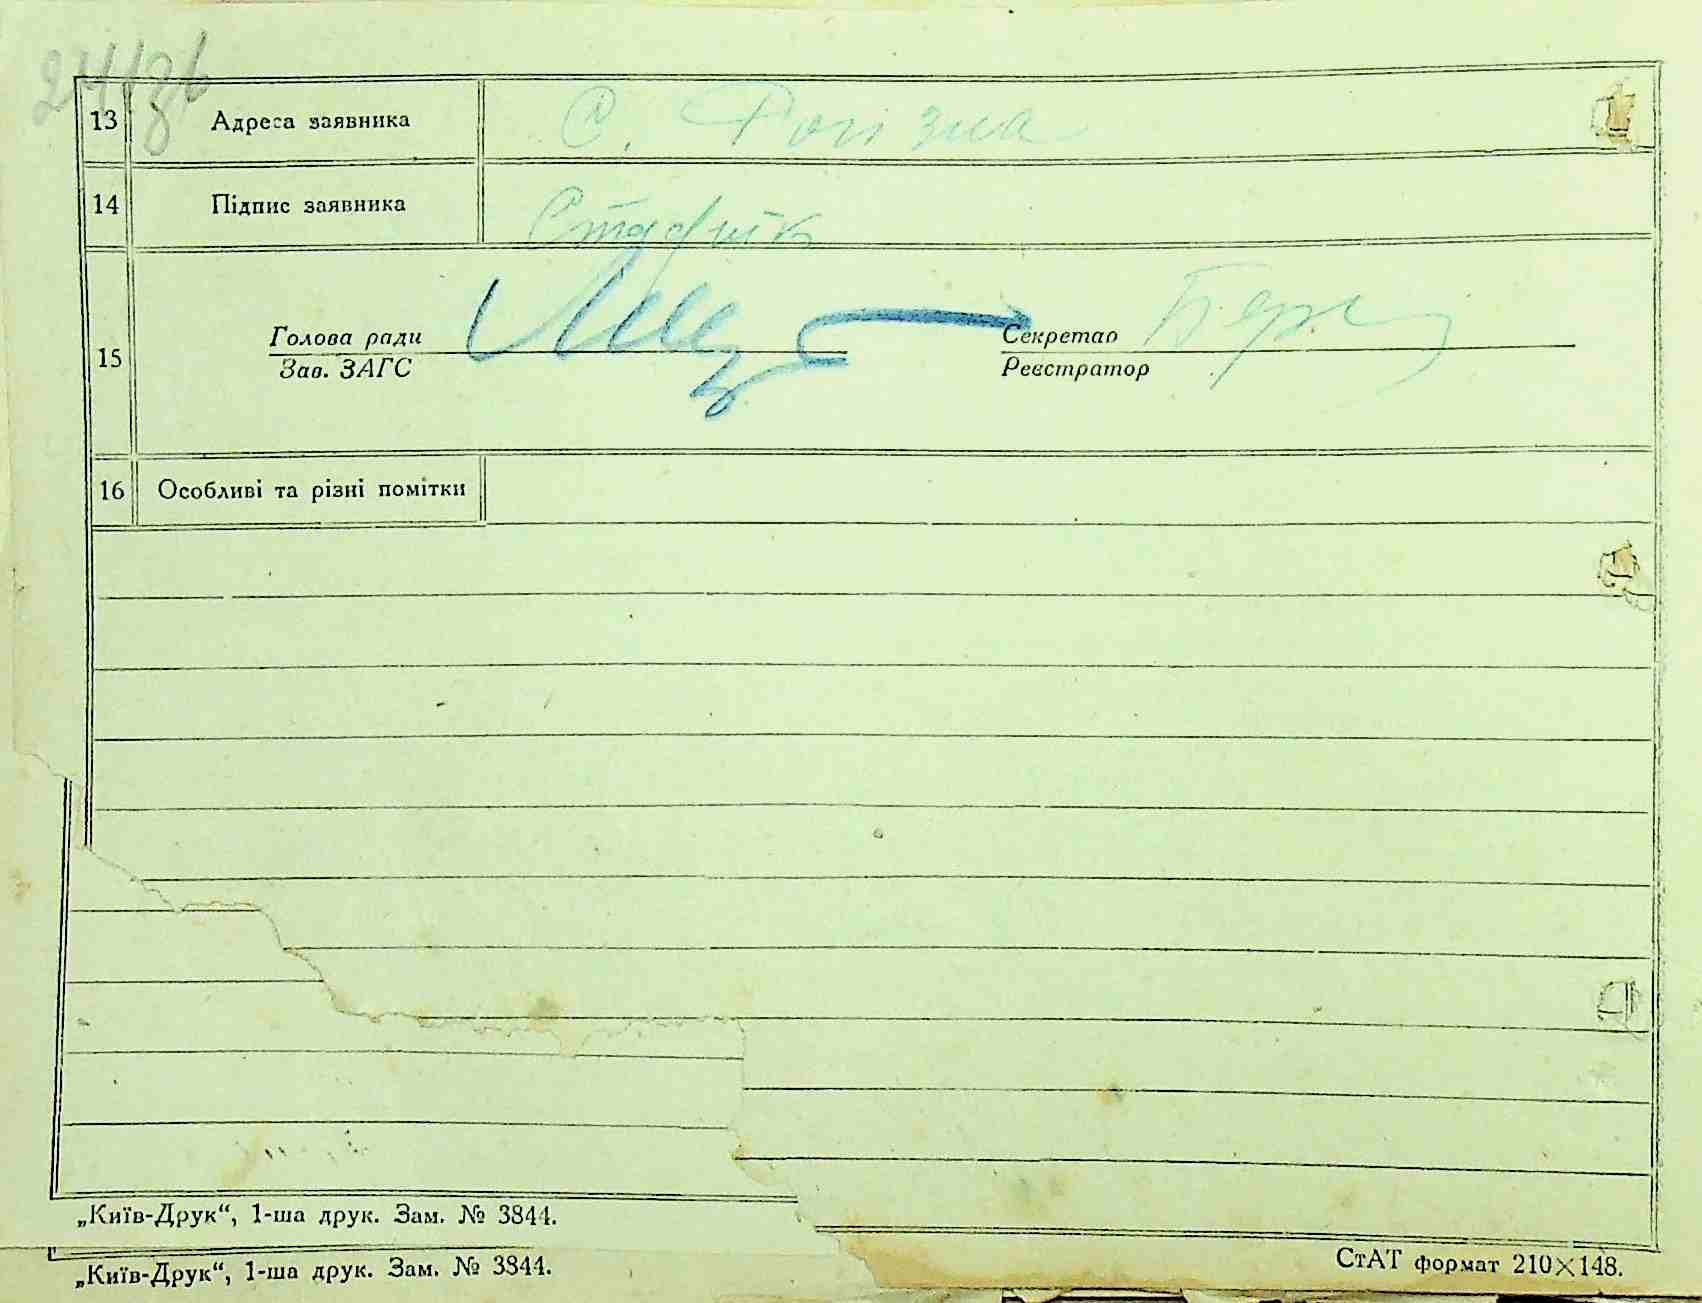 13 Адреса заявника С. Рогізна
14 Підпис заявника
Голова ради Секретар
15
Зав. ЗАГС Реєстратор
16 Особливі та різні помітки
„Київ-Друк“, 1-ша друк. Зам. № 3844.
СтАТ формат 210×148.
„Київ-Друк“, 1-ша друк. Зам. № 3844.